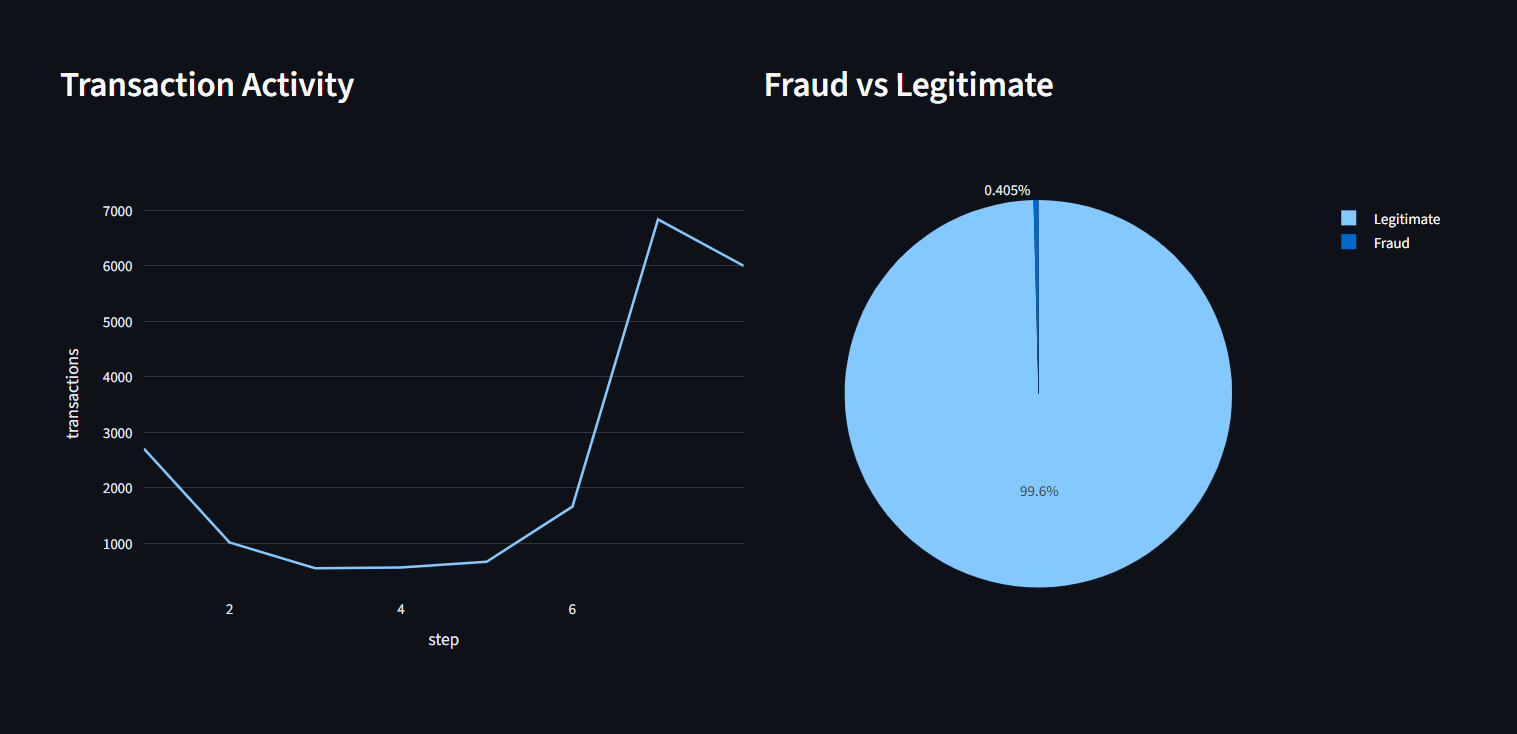 Transaction Activity
7000
6000
5000
4000
3000
2000
1000
transactions
2
4
6
step
Fraud vs Legitimate
0.405%
99.6%
Legitimate
Fraud